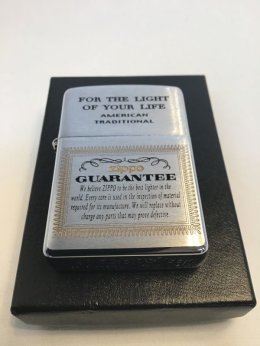 FOR THE LIGHT
OF YOUR LIFE
AMERICAN
TRADITIONAL
Zippo
GUARANTEE
We believe ZIPPO to be the best lighter in the
world. Every care is used in the inspection of material
required for its manufacture. We will replace without
charge any parts that may prove defective.